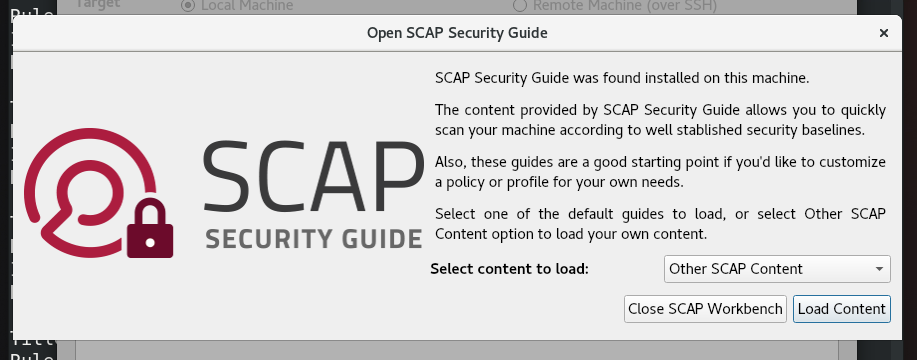 Rule
Target
Local Machine
Remote Machine (over SSH)
Open SCAP Security Guide
×
SCAP
SECURITY GUIDE
SCAP Security Guide was found installed on this machine.
The content provided by SCAP Security Guide allows you to quickly
scan your machine according to well stablished security baselines.
Also, these guides are a good starting point if you'd like to customize
a policy or profile for your own needs.
Select one of the default guides to load, or select Other SCAP
Content option to load your own content.
Select content to load:
Other SCAP Content
Close SCAP Workbench
Load Content